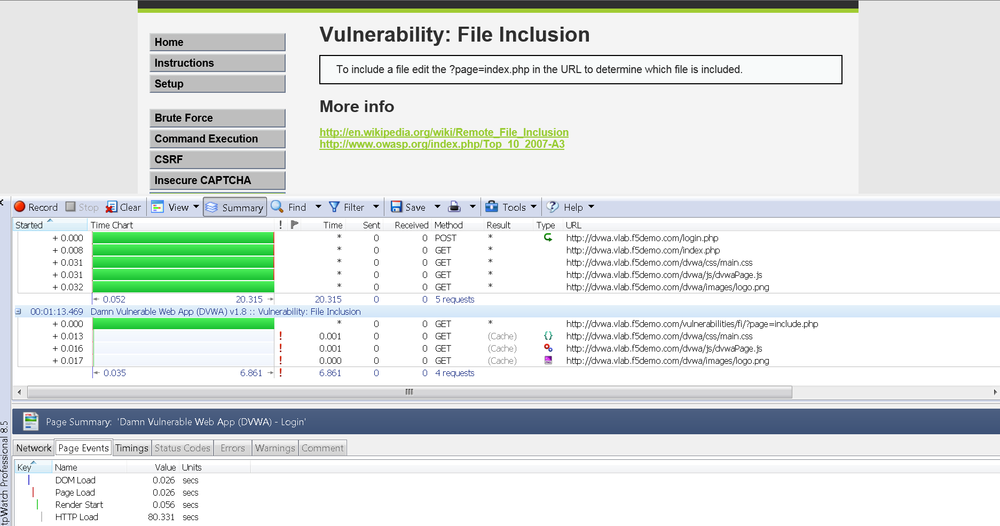 Vulnerability: File Inclusion
Home
Instructions
Setup
Brute Force
Command Execution
CSRF
Insecure CAPTCHA
To include a file edit the ?page=index.php in the URL to determine which file is included.
More info
http://en.wikipedia.org/wiki/Remote_File_Inclusion
http://www.owasp.org/index.php/Top_10_2007-A3
Record Stop Clear View Summary Find Filter Save Tools Help
Started Time Chart ! Time Sent Received Method Result Type URL
+ 0.000 * 0 0 POST * http://dvwa.vlab.f5demo.com/login.php
+ 0.008 * 0 0 GET * http://dvwa.vlab.f5demo.com/index.php
+ 0.031 * 0 0 GET * http://dvwa.vlab.f5demo.com/dvwa/css/main.css
+ 0.031 * 0 0 GET * http://dvwa.vlab.f5demo.com/dvwa/js/dvwaPage.js
+ 0.032 * 0 0 GET * http://dvwa.vlab.f5demo.com/dvwa/images/logo.png
0.052 20.315 20.315 0 0 5 requests
00:01:13.469 Damn Vulnerable Web App (DVWA) v1.8 :: Vulnerability: File Inclusion
+ 0.000 * 0 0 GET * http://dvwa.vlab.f5demo.com/vulnerabilities/fi/?page=include.php
+ 0.013 ! 0.001 0 0 GET (Cache) {} http://dvwa.vlab.f5demo.com/dvwa/css/main.css
+ 0.016 ! 0.001 0 0 GET (Cache) http://dvwa.vlab.f5demo.com/dvwa/js/dvwaPage.js
+ 0.017 ! 0.000 0 0 GET (Cache) PNG http://dvwa.vlab.f5demo.com/dvwa/images/logo.png
0.035 6.861 ! 6.861 0 0 4 requests
Page Summary: 'Damn Vulnerable Web App (DVWA) - Login'
Network Page Events Timings Status Codes Errors Warnings Comment
Key Name Value Units
DOM Load 0.026 secs
Page Load 0.026 secs
Render Start 0.056 secs
HTTP Load 80.331 secs
tpWatch Professional 8.5